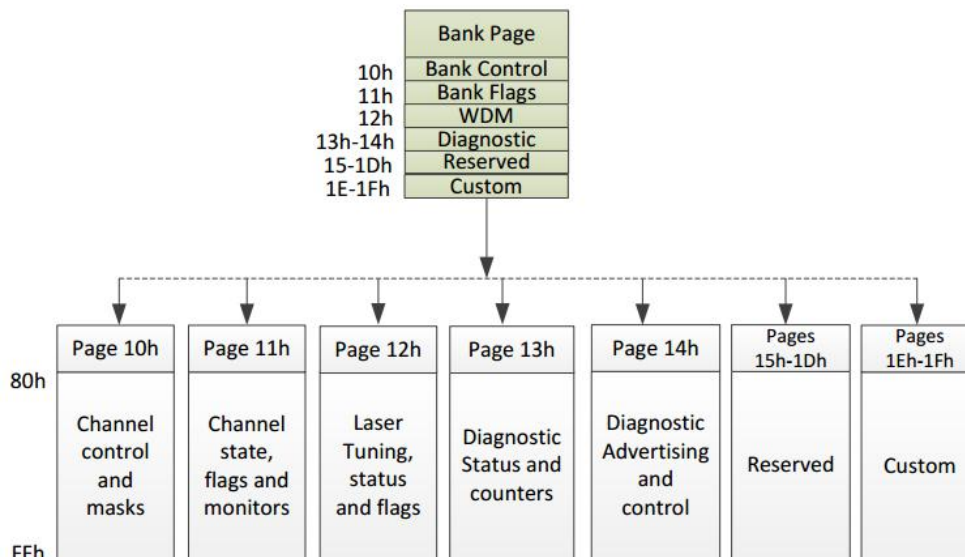 Bank Page
10h Bank Control
11h Bank Flags
12h WDM
13h-14h Diagnostic
15-1Dh Reserved
1E-1Fh Custom
Page 10h
Page 11h
Page 12h
Page 13h
Page 14h
Pages
15h-1Dh
Pages
1Eh-1Fh
80h
Channel
control
and
masks
Channel
state,
flags and
monitors
Laser
Tuning,
status
and flags
Diagnostic
Status and
counters
Diagnostic
Advertising
and
control
Reserved
Custom
FFh